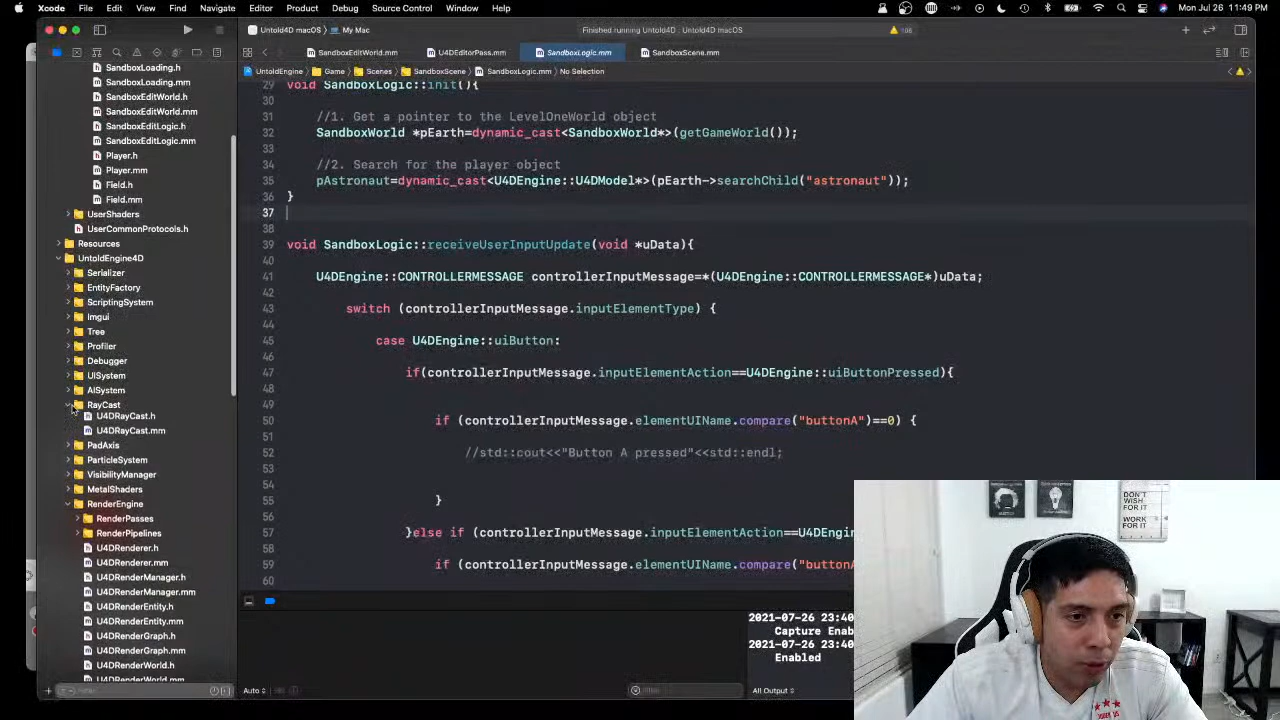 Xcode File Edit View Find Navigate Editor Product Debug Source Control Window Help Mon Jul 26 11:49 PM
Untold4D macOS My Mac Finished running Untold4D : Untold4D macOS
SandboxEditWorld.mm U4DEditorPass.mm SandboxLogic.mm SandboxScene.mm
UntoldEngine Game Scenes SandboxScene SandboxLogic.mm No Selection
SandboxLoading.h
SandboxLoading.mm
SandboxEditWorld.h
SandboxEditWorld.mm
SandboxEditLogic.h
SandboxEditLogic.mm
Player.h
Player.mm
Field.h
Field.mm
UserShaders
UserCommonProtocols.h
Resources
UntoldEngine4D
Serializer
EntityFactory
ScriptingSystem
Imgui
Tree
Profiler
Debugger
UISystem
AISystem
RayCast
U4DRayCast.h
U4DRayCast.mm
PadAxis
ParticleSystem
VisibilityManager
MetalShaders
RenderEngine
RenderPasses
RenderPipelines
U4DRenderer.h
U4DRenderer.mm
U4DRenderManager.h
U4DRenderManager.mm
U4DRenderEntity.h
U4DRenderEntity.mm
U4DRenderGraph.h
U4DRenderGraph.mm
U4DRenderWorld.h
U4DRenderWorld.mm
29 void SandboxLogic::init(){
30
31 //1. Get a pointer to the LevelOneWorld object
32 SandboxWorld *pEarth=dynamic_cast<SandboxWorld*>(getGameWorld());
33
34 //2. Search for the player object
35 pAstronaut=dynamic_cast<U4DEngine::U4DModel*>(pEarth->searchChild("astronaut"));
36 }
37
38
39 void SandboxLogic::receiveUserInputUpdate(void *uData){
40
41 U4DEngine::CONTROLLERMESSAGE controllerInputMessage=*(U4DEngine::CONTROLLERMESSAGE*)uData;
42
43 switch (controllerInputMessage.inputElementType) {
44
45 case U4DEngine::uiButton:
46
47 if(controllerInputMessage.inputElementAction==U4DEngine::uiButtonPressed){
48
49
50 if (controllerInputMessage.elementUIName.compare("buttonA")==0) {
51
52 //std::cout<<"Button A pressed"<<std::endl;
53
54
55 }
56
57 }else if (controllerInputMessage.inputElementAction==U4DEngin
58
59 if (controllerInputMessage.elementUIName.compare("buttonA
60
2021-07-26 23:40
Capture Enab
2021-07-26 23:40
Enabled
Auto
Filter
All Output
DON'T
WISH
FOR IT
WORK
FOR IT